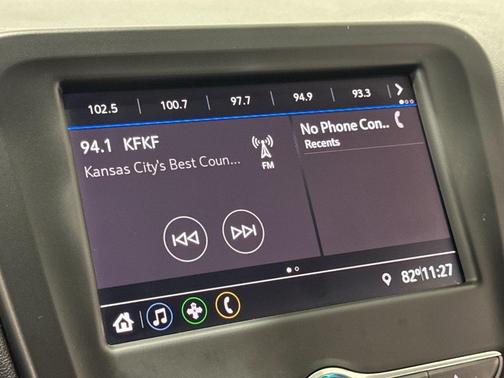 102.5 | 100.7 | 97.7 | 94.9 | 93.3
94.1 KFKF
Kansas City's Best Coun...
FM
No Phone Con..
Recents
82° 11:27